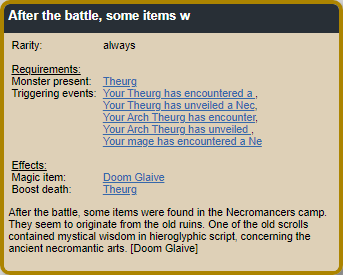 After the battle, some items w
Rarity: always
Requirements:
Monster present: Theurg
Triggering events: Your Theurg has encountered a ,
Your Theurg has unveiled a Nec,
Your Arch Theurg has encounter,
Your Arch Theurg has unveiled ,
Your mage has encountered a Ne
Effects:
Magic item: Doom Glaive
Boost death: Theurg
After the battle, some items were found in the Necromancers camp.
They seem to originate from the old ruins. One of the old scrolls
contained mystical wisdom in hieroglyphic script, concerning the
ancient necromantic arts. [Doom Glaive]